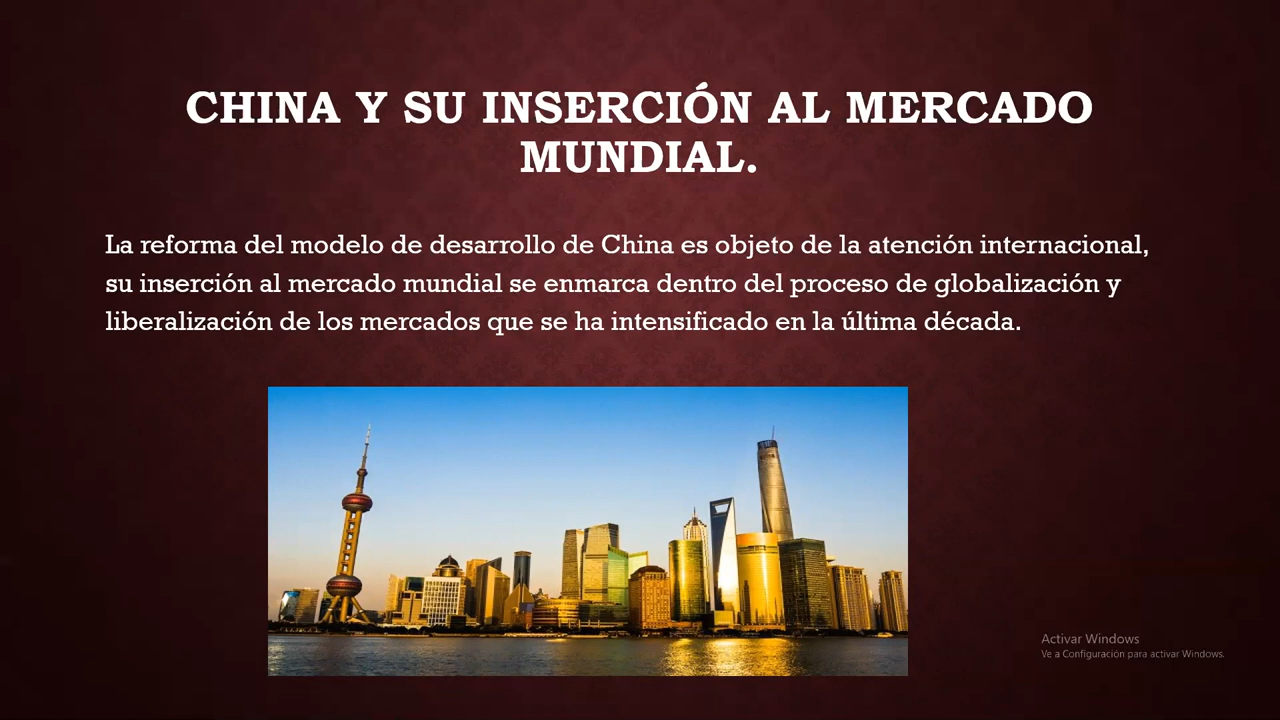 CHINA Y SU INSERCIÓN AL MERCADO
MUNDIAL.
La reforma del modelo de desarrollo de China es objeto de la atención internacional,
su inserción al mercado mundial se enmarca dentro del proceso de globalización y
liberalización de los mercados que se ha intensificado en la última década.
Activar Windows
Ve a Configuración para activar Windows.